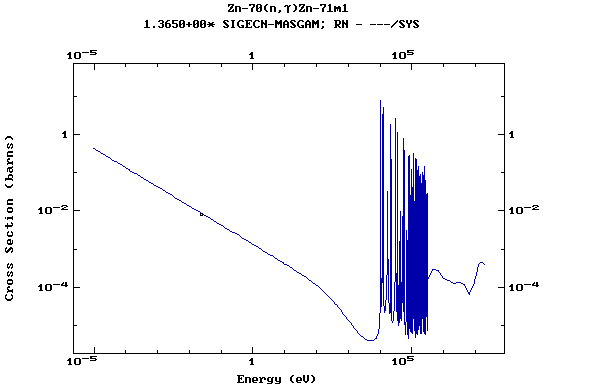 Zn-70(n,γ)Zn-71m1
1.3650+00* SIGECN-MASGAM; RN - ---/SYS
10⁻⁵ 1 10⁵
1 1
10⁻² 10⁻²
10⁻⁴ 10⁻⁴
Cross Section (barns)
10⁻⁵ 1 10⁵
Energy (eV)